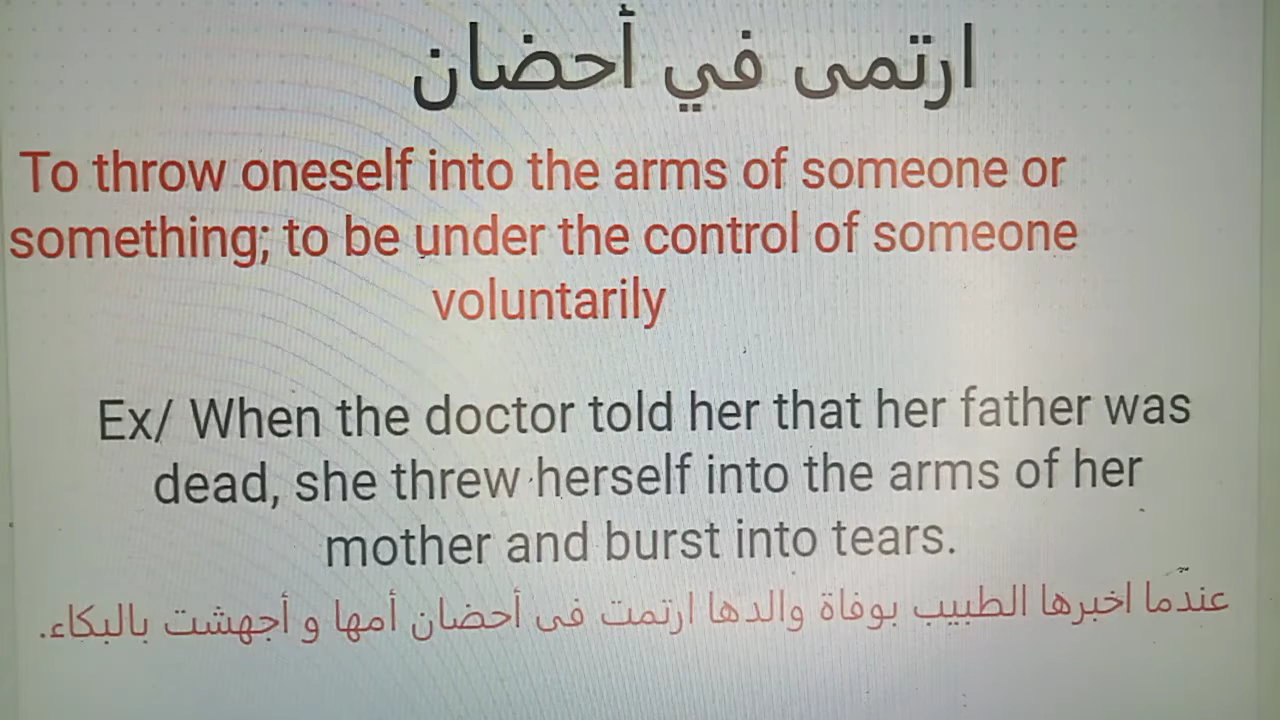 ارتمى في أحضان
To throw oneself into the arms of someone or
something; to be under the control of someone
voluntarily
Ex/ When the doctor told her that her father was
dead, she threw herself into the arms of her
mother and burst into tears.
عندما اخبرها الطبيب بوفاة والدها ارتمت فى أحضان أمها و أجهشت بالبكاء.